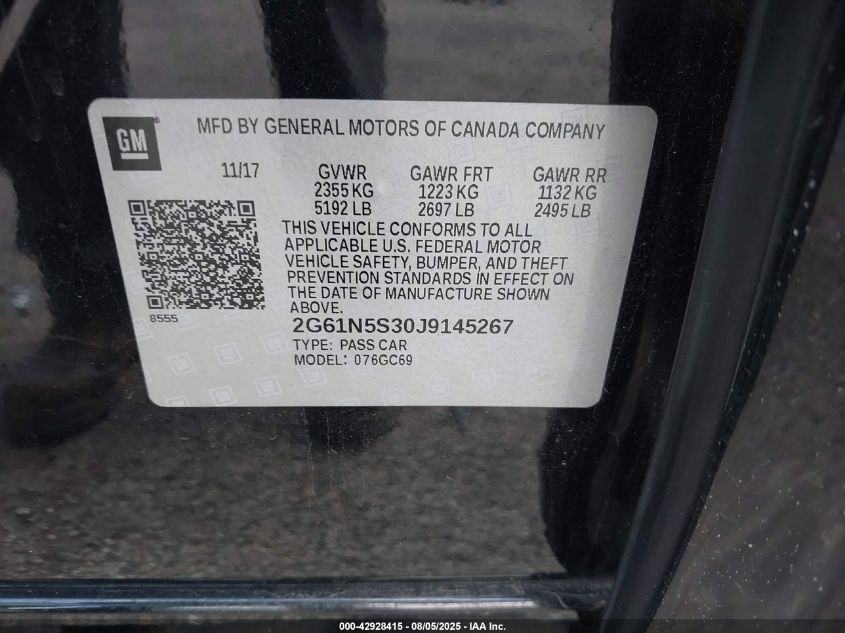 GM
MFD BY GENERAL MOTORS OF CANADA COMPANY
11/17 GVWR GAWR FRT GAWR RR
2355 KG 1223 KG 1132 KG
5192 LB 2697 LB 2495 LB
THIS VEHICLE CONFORMS TO ALL
APPLICABLE U.S. FEDERAL MOTOR
VEHICLE SAFETY, BUMPER, AND THEFT
PREVENTION STANDARDS IN EFFECT ON
THE DATE OF MANUFACTURE SHOWN
ABOVE.
8555
2G61N5S30J9145267
TYPE: PASS CAR
MODEL: 076GC69
000-42928415 - 08/05/2025 - IAA Inc.